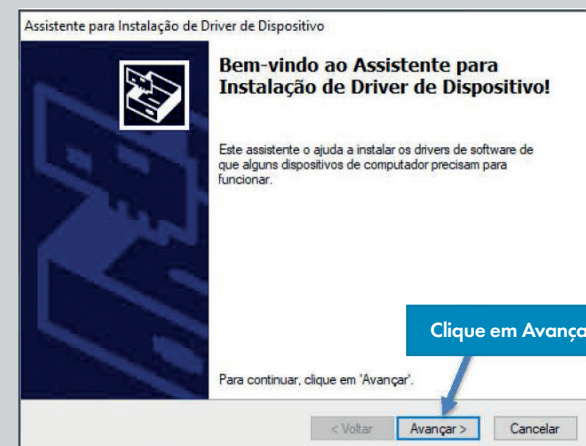 Assistente para Instalação de Driver de Dispositivo
Bem-vindo ao Assistente para
Instalação de Driver de Dispositivo!
Este assistente o ajuda a instalar os drivers de software de
que alguns dispositivos de computador precisam para
funcionar.
Clique em Avança
Para continuar, clique em 'Avançar'.
< Voltar Avançar > Cancelar